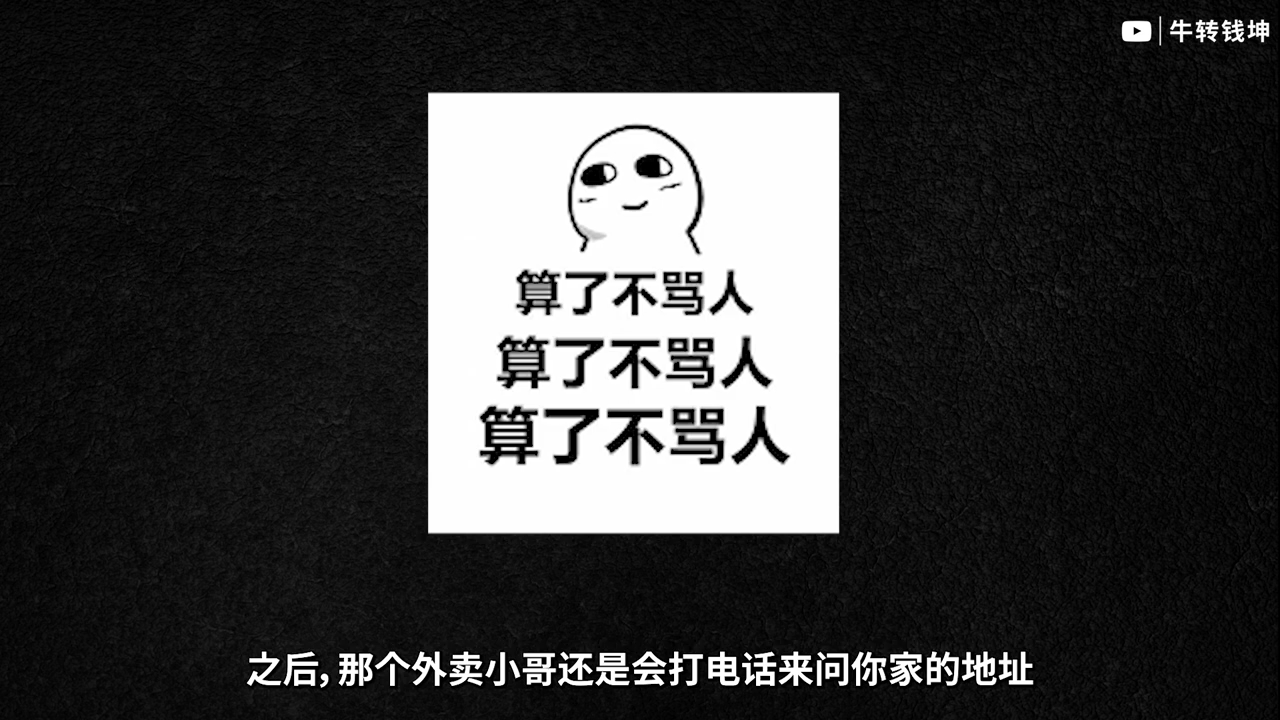 牛转钱坤
算了不骂人
算了不骂人
算了不骂人
之后，那个外卖小哥还是会打电话来问你家的地址